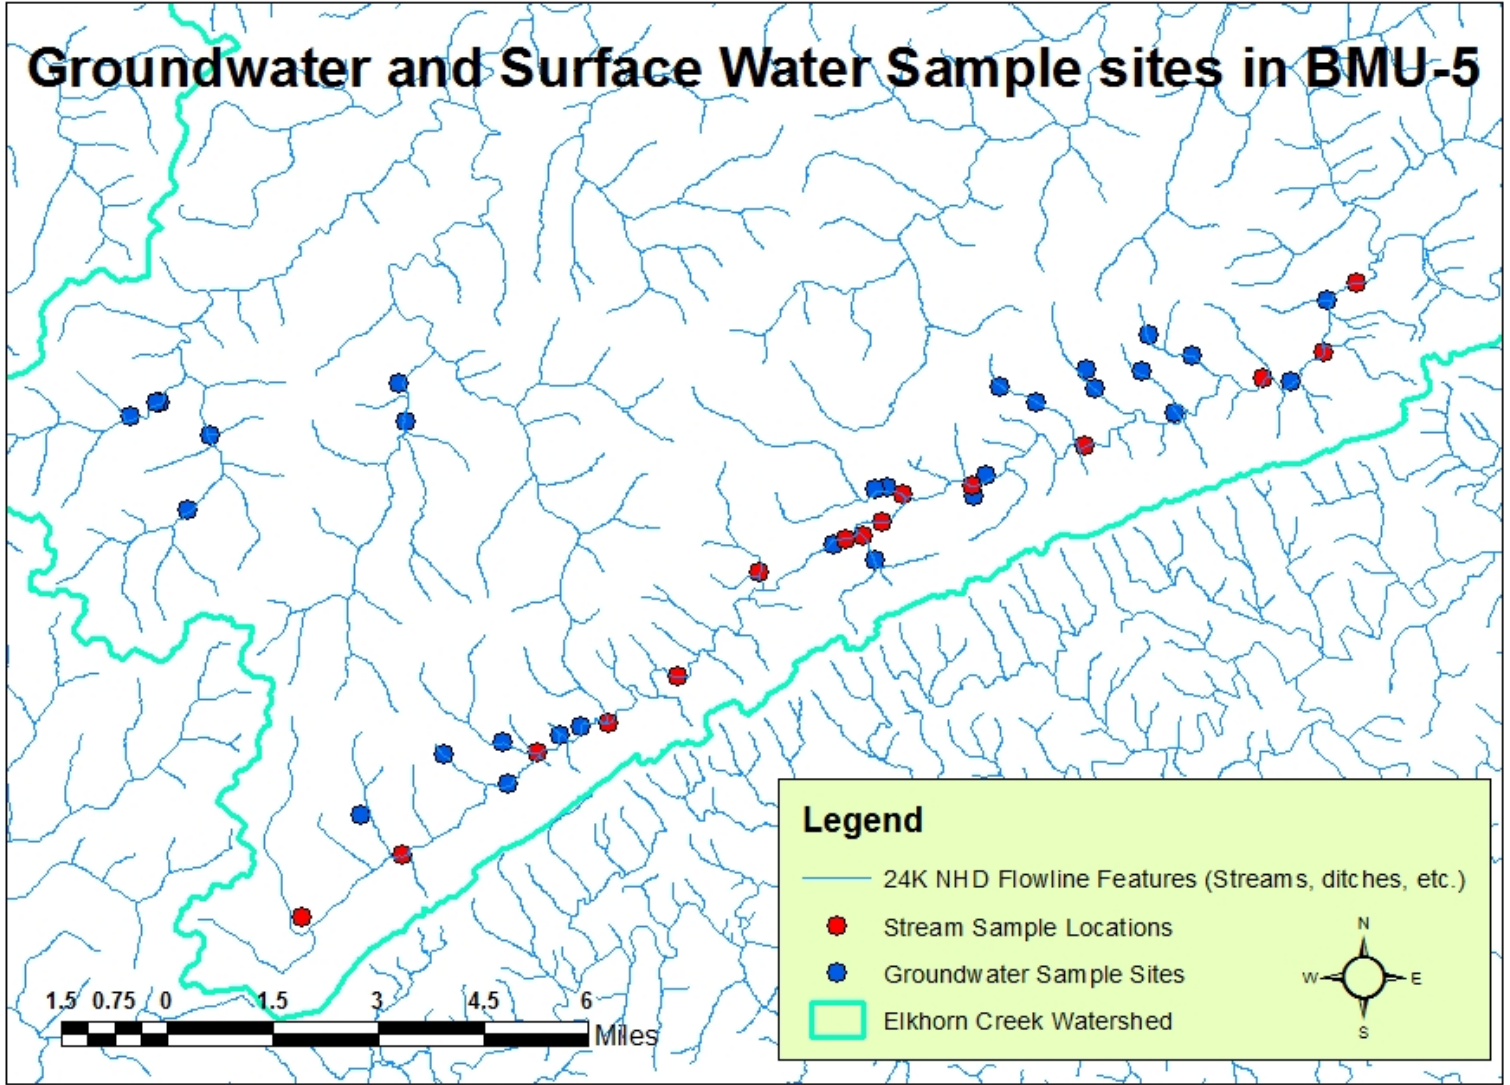 Groundwater and Surface Water Sample sites in BMU-5
Legend
24K NHD Flowline Features (Streams, ditches, etc.)
Stream Sample Locations
Groundwater Sample Sites
Elkhorn Creek Watershed
N
W E
S
1.5 0.75 0 1.5 3 4.5 6
Miles